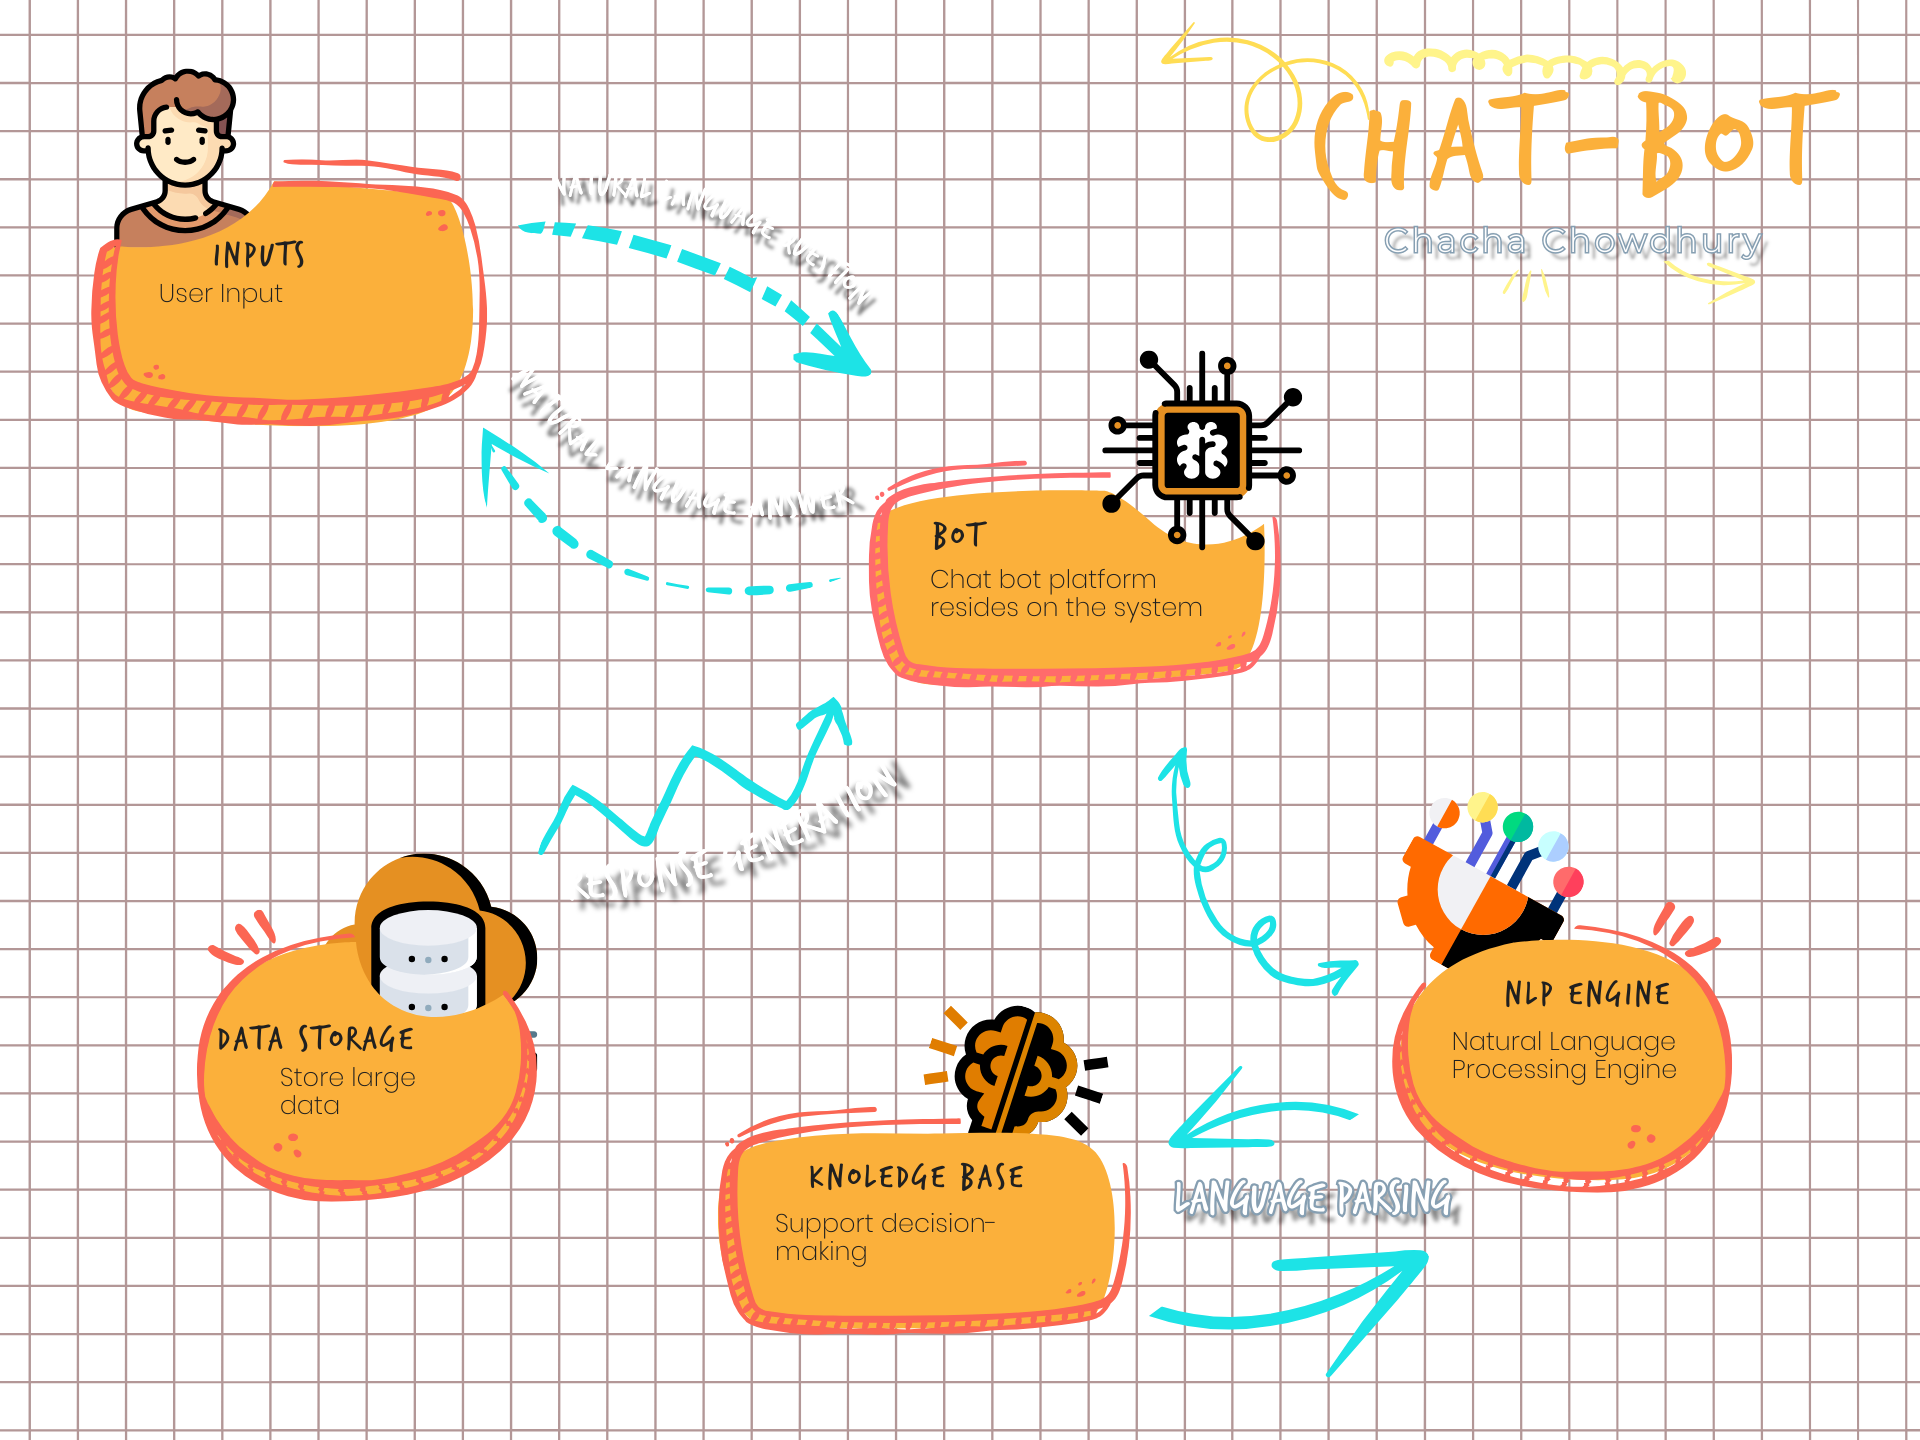 CHAT-BOT
Chacha Chowdhury
INPUTS
User Input
NATURAL LANGUAGE QUESTION
NATURAL LANGUAGE ANSWER
BOT
Chat bot platform
resides on the system
RESPONSE GENERATION
DATA STORAGE
Store large
data
KNOLEDGE BASE
Support decision-
making
NLP ENGINE
Natural Language
Processing Engine
LANGUAGE PARSING